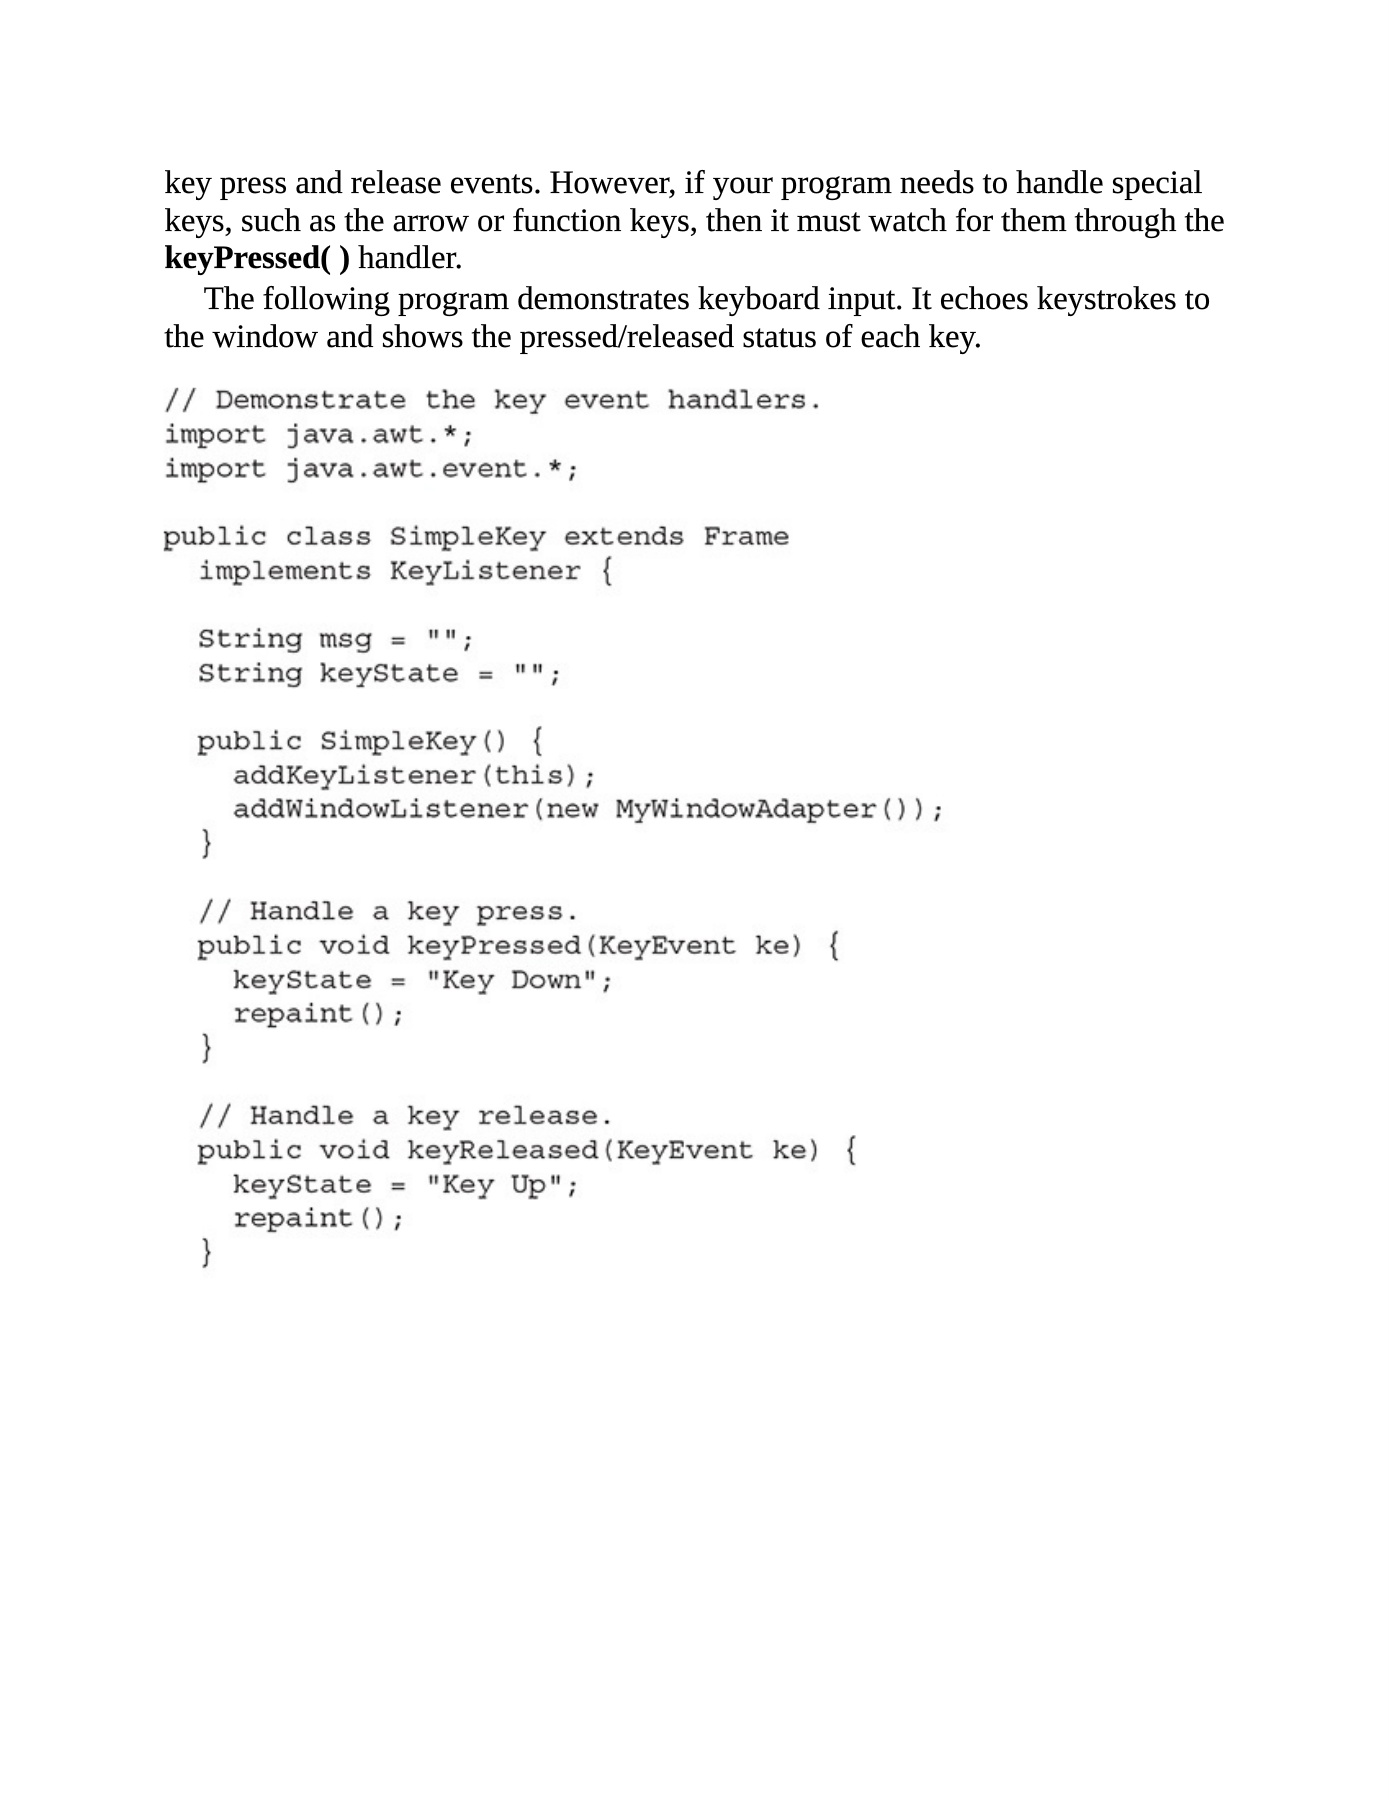 key press and release events. However, if your program needs to handle special
keys, such as the arrow or function keys, then it must watch for them through the
keyPressed( ) handler.
The following program demonstrates keyboard input. It echoes keystrokes to
the window and shows the pressed/released status of each key.
// Demonstrate the key event handlers.
import java.awt.*;
import java.awt.event.*;

public class SimpleKey extends Frame
  implements KeyListener {

  String msg = "";
  String keyState = "";

  public SimpleKey() {
    addKeyListener(this);
    addWindowListener(new MyWindowAdapter());
  }

  // Handle a key press.
  public void keyPressed(KeyEvent ke) {
    keyState = "Key Down";
    repaint();
  }

  // Handle a key release.
  public void keyReleased(KeyEvent ke) {
    keyState = "Key Up";
    repaint();
  }